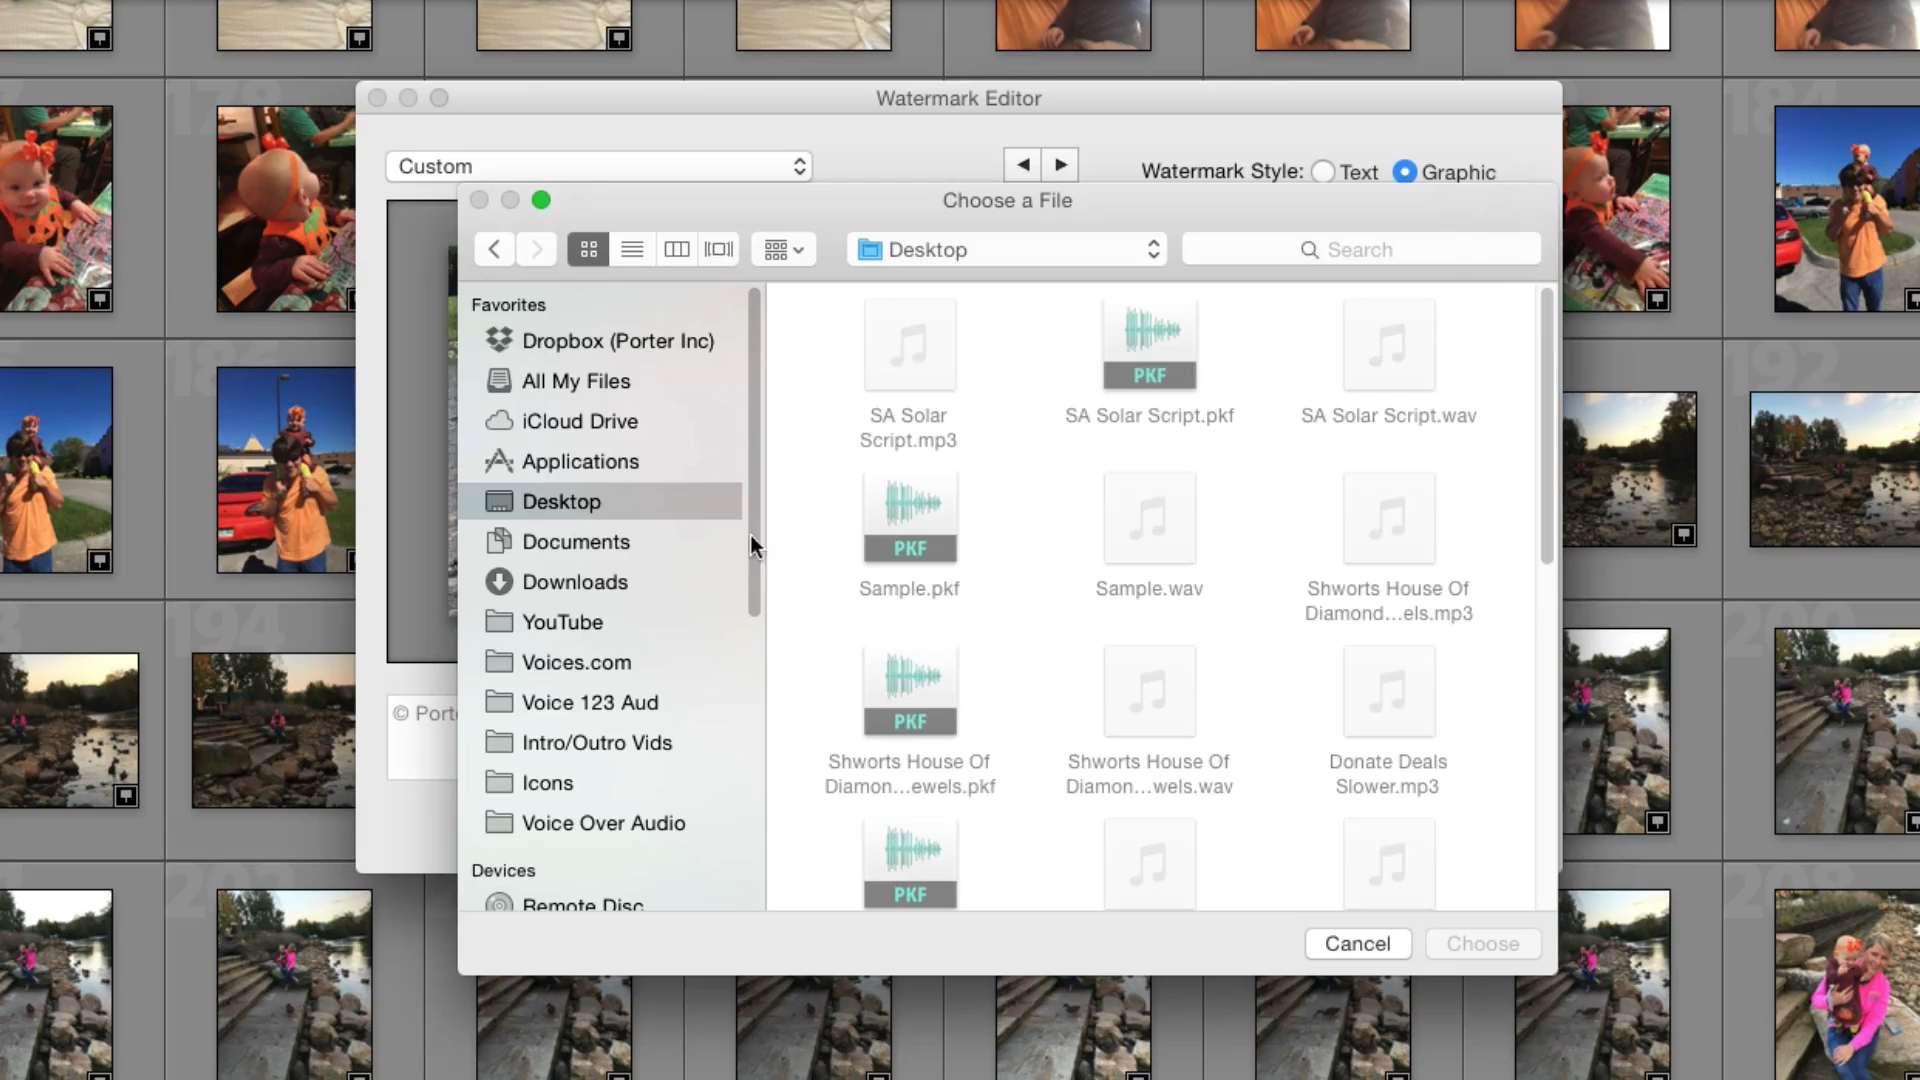 Watermark Editor
Custom
Watermark Style: Text Graphic
Choose a File
Desktop
Search
Favorites
Dropbox (Porter Inc)
All My Files
iCloud Drive
Applications
Desktop
Documents
Downloads
YouTube
Voices.com
Voice 123 Aud
Intro/Outro Vids
Icons
Voice Over Audio
Devices
Remote Disc
SA Solar
Script.mp3
PKF
SA Solar Script.pkf
SA Solar Script.wav
PKF
Sample.pkf
Sample.wav
Shworts House Of
Diamond...els.mp3
PKF
Shworts House Of
Diamon...ewels.pkf
Shworts House Of
Diamon...wels.wav
Donate Deals
Slower.mp3
PKF
©
Cancel
Choose
184
186
192
194